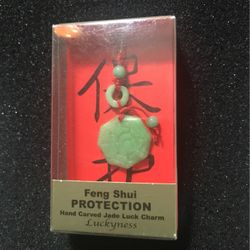 保
Feng Shui
PROTECTION
Hand Carved Jade Luck Charm
Luckyness